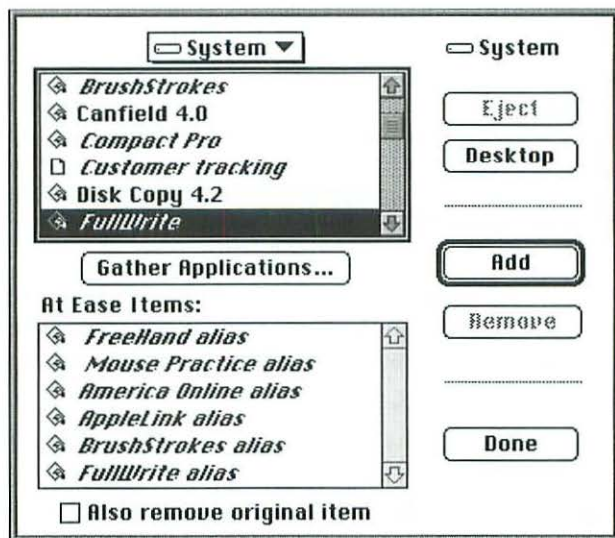 System
System
BrushStrokes
Canfield 4.0
Compact Pro
Customer tracking
Disk Copy 4.2
FullWrite
Eject
Desktop
Gather Applications...
Add
At Ease Items:
Remove
FreeHand alias
Mouse Practice alias
America Online alias
AppleLink alias
BrushStrokes alias
FullWrite alias
Done
Also remove original item